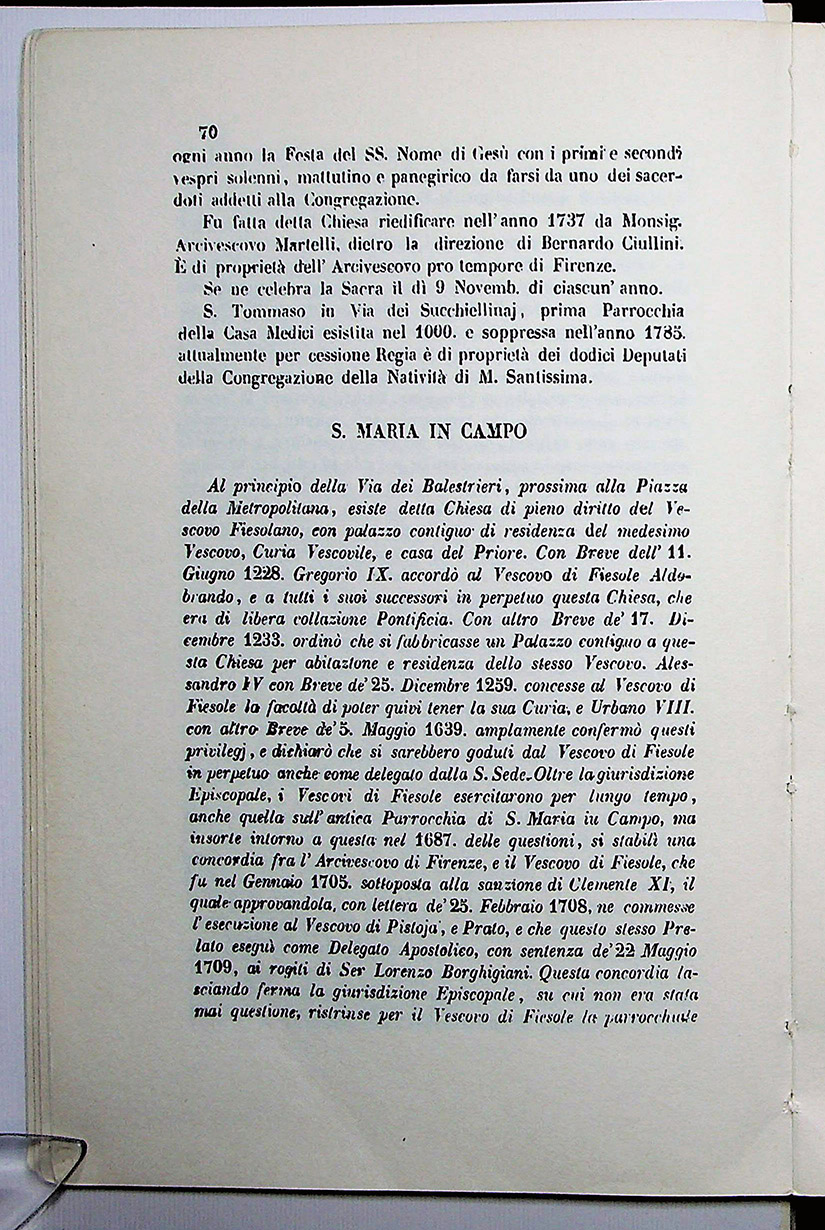 70
ogni anno la Festa del SS. Nome di Gesù con i primi e secondi
vespri solenni, mattutino e panegirico da farsi da uno dei sacer-
doti addetti alla Congregazione.
Fu fatta detta Chiesa riedificare nell'anno 1737 da Monsig.
Arcivescovo Martelli, dietro la direzione di Bernardo Ciullini.
È di proprietà dell' Arcivescovo pro tempore di Firenze.
Se ne celebra la Sacra il dì 9 Novemb. di ciascun' anno.
S. Tommaso in Via dei Succhiellinaj, prima Parrocchia
della Casa Medici esistita nel 1000. e soppressa nell'anno 1785.
attualmente per cessione Regia è di proprietà dei dodici Deputati
della Congregazione della Natività di M. Santissima.
S. MARIA IN CAMPO
Al principio della Via dei Balestrieri, prossima alla Piazza
della Metropolitana, esiste detta Chiesa di pieno diritto del Ve-
scovo Fiesolano, con palazzo contiguo di residenza del medesimo
Vescovo, Curia Vescovile, e casa del Priore. Con Breve dell' 11.
Giugno 1228. Gregorio IX. accordò al Vescovo di Fiesole Aldo-
brando, e a tutti i suoi successori in perpetuo questa Chiesa, che
era di libera collazione Pontificia. Con altro Breve de' 17. Di-
cembre 1233. ordinò che si fabbricasse un Palazzo contiguo a que-
sta Chiesa per abitazione e residenza dello stesso Vescovo. Ales-
sandro IV con Breve de' 25. Dicembre 1259. concesse al Vescovo di
Fiesole la facoltà di poter quivi tener la sua Curia, e Urbano VIII.
con altro Breve de' 5. Maggio 1639. amplamente confermò questi
privilegj, e dichiarò che si sarebbero goduti dal Vescovo di Fiesole
in perpetuo anche come delegato dalla S. Sede. Oltre la giurisdizione
Episcopale, i Vescovi di Fiesole esercitarono per lungo tempo,
anche quella sull' antica Parrocchia di S. Maria in Campo, ma
insorte intorno a questa nel 1687. delle questioni, si stabilì una
concordia fra l' Arcivescovo di Firenze, e il Vescovo di Fiesole, che
fu nel Gennaio 1705. sottoposta alla sanzione di Clemente XI, il
quale approvandola, con lettera de' 25. Febbraio 1708, ne commesse
l' esecuzione al Vescovo di Pistoja, e Prato, e che questo stesso Pre-
lato eseguì come Delegato Apostolico, con sentenza de' 22 Maggio
1709, ai rogiti di Ser Lorenzo Borghigiani. Questa concordia la-
sciando ferma la giurisdizione Episcopale, su cui non era stata
mai questione, ristrinse per il Vescovo di Fiesole la parrocchiale